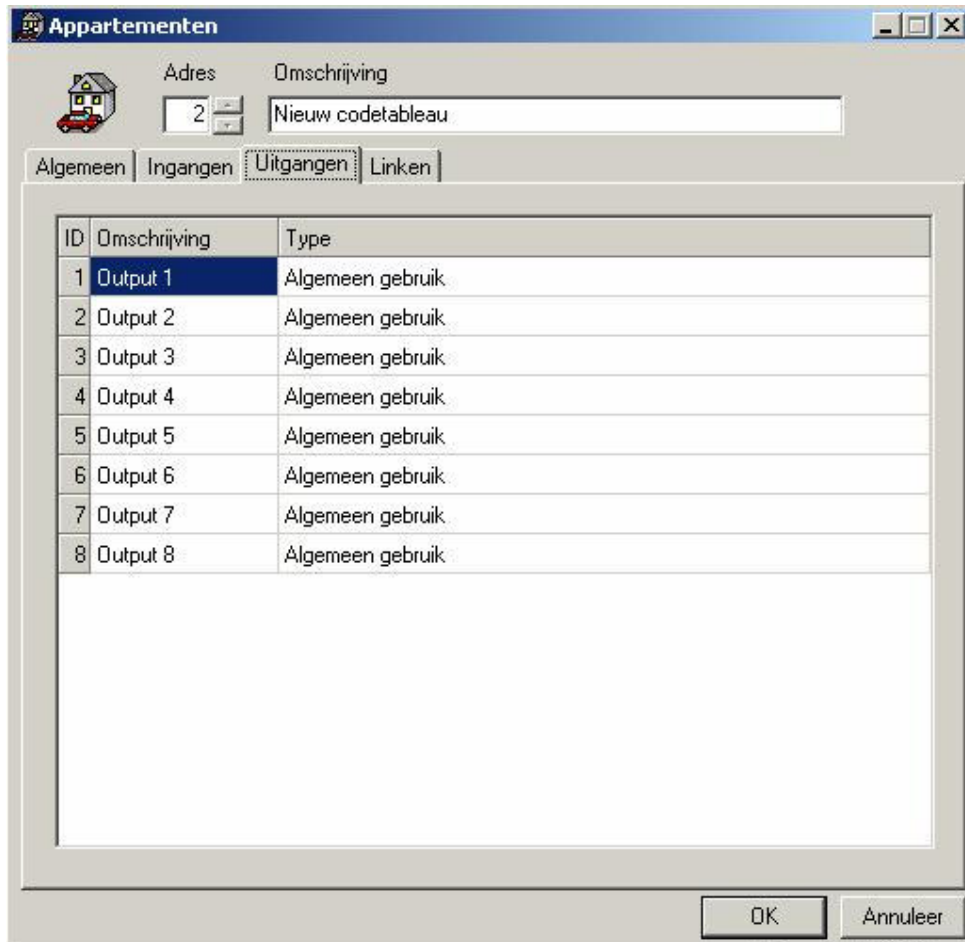 Appartementen
Adres Omschrijving
2 Nieuw codetableau
Algemeen Ingangen Uitgangen Linken
ID Omschrijving Type
1 Output 1 Algemeen gebruik
2 Output 2 Algemeen gebruik
3 Output 3 Algemeen gebruik
4 Output 4 Algemeen gebruik
5 Output 5 Algemeen gebruik
6 Output 6 Algemeen gebruik
7 Output 7 Algemeen gebruik
8 Output 8 Algemeen gebruik
OK Annuleer